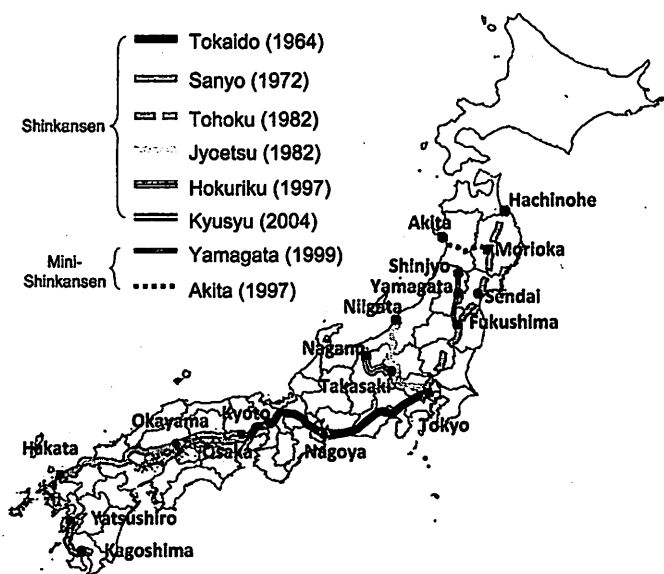 Shinkansen
Tokaido (1964)
Sanyo (1972)
Tohoku (1982)
Jyoetsu (1982)
Hokuriku (1997)
Kyusyu (2004)
Mini-
Shinkansen
Yamagata (1999)
Akita (1997)
Hachinohe
Akita
Morioka
Shinjyo
Yamagata
Sendai
Niigata
Fukushima
Nagano
Takasaki
Tokyo
Kyoto
Okayama
Osaka
Nagoya
Hakata
Yatsushiro
Kagoshima